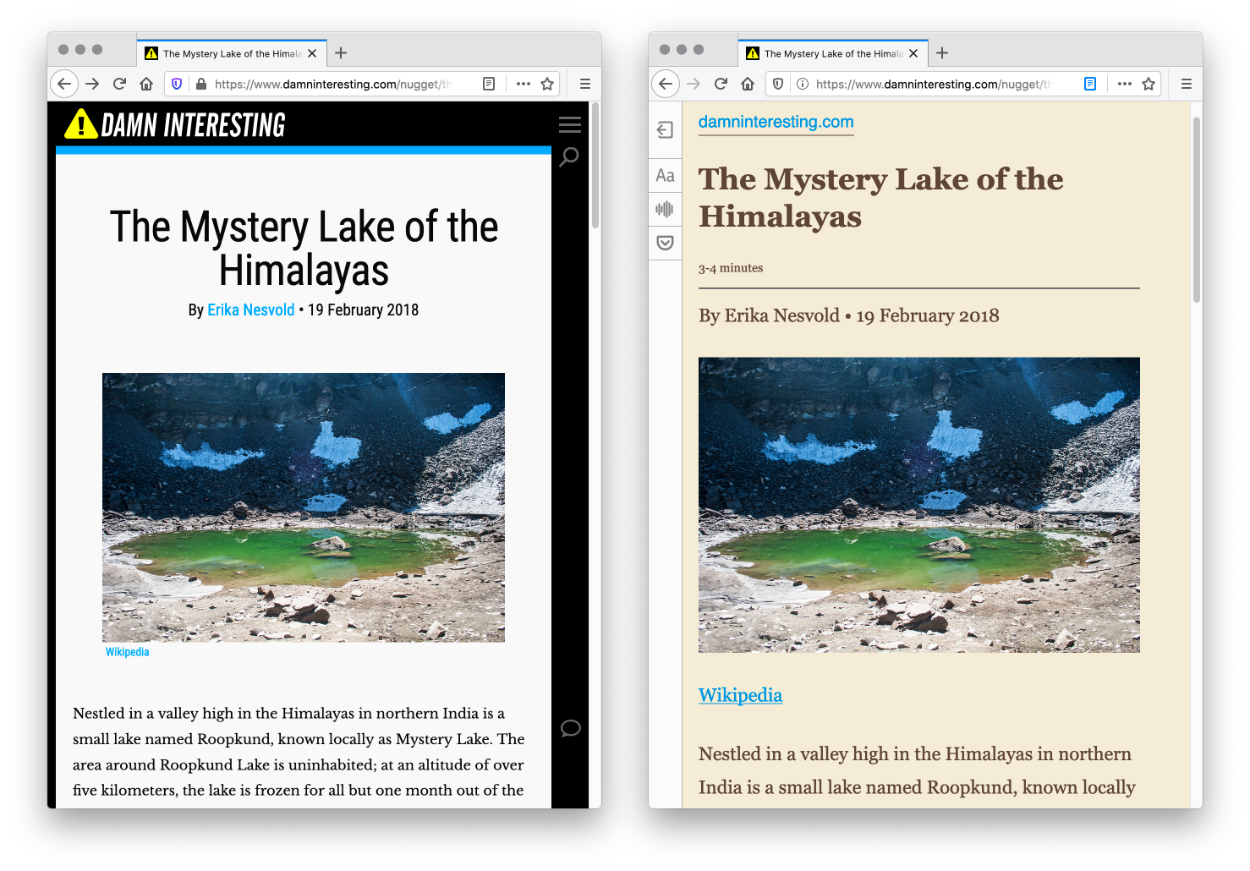 The Mystery Lake of the Himala
https://www.damninteresting.com/nugget/th
DAMN INTERESTING
The Mystery Lake of the
Himalayas
By Erika Nesvold • 19 February 2018
Wikipedia
Nestled in a valley high in the Himalayas in northern India is a
small lake named Roopkund, known locally as Mystery Lake. The
area around Roopkund Lake is uninhabited; at an altitude of over
five kilometers, the lake is frozen for all but one month out of the
The Mystery Lake of the Himala
https://www.damninteresting.com/nugget/th
damninteresting.com
Aa
The Mystery Lake of the
Himalayas
3-4 minutes
By Erika Nesvold • 19 February 2018
Wikipedia
Nestled in a valley high in the Himalayas in northern
India is a small lake named Roopkund, known locally